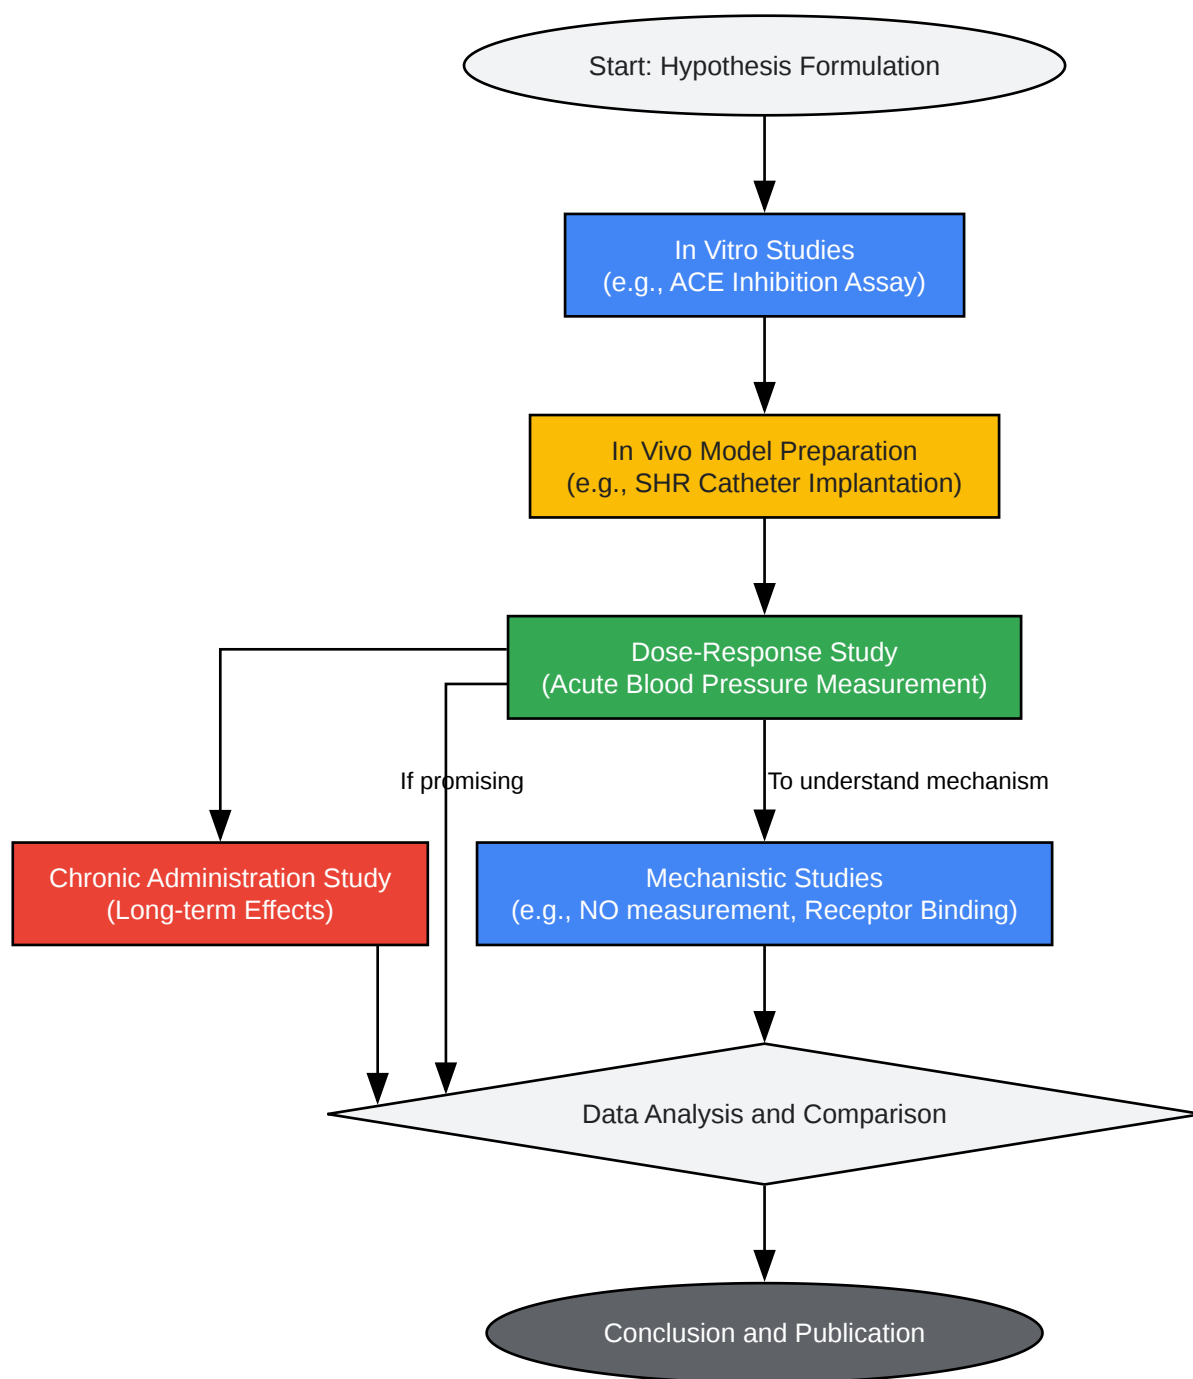 Start: Hypothesis Formulation
In Vitro Studies
(e.g., ACE Inhibition Assay)
In Vivo Model Preparation
(e.g., SHR Catheter Implantation)
Dose-Response Study
(Acute Blood Pressure Measurement)
If promising
To understand mechanism
Chronic Administration Study
(Long-term Effects)
Mechanistic Studies
(e.g., NO measurement, Receptor Binding)
Data Analysis and Comparison
Conclusion and Publication